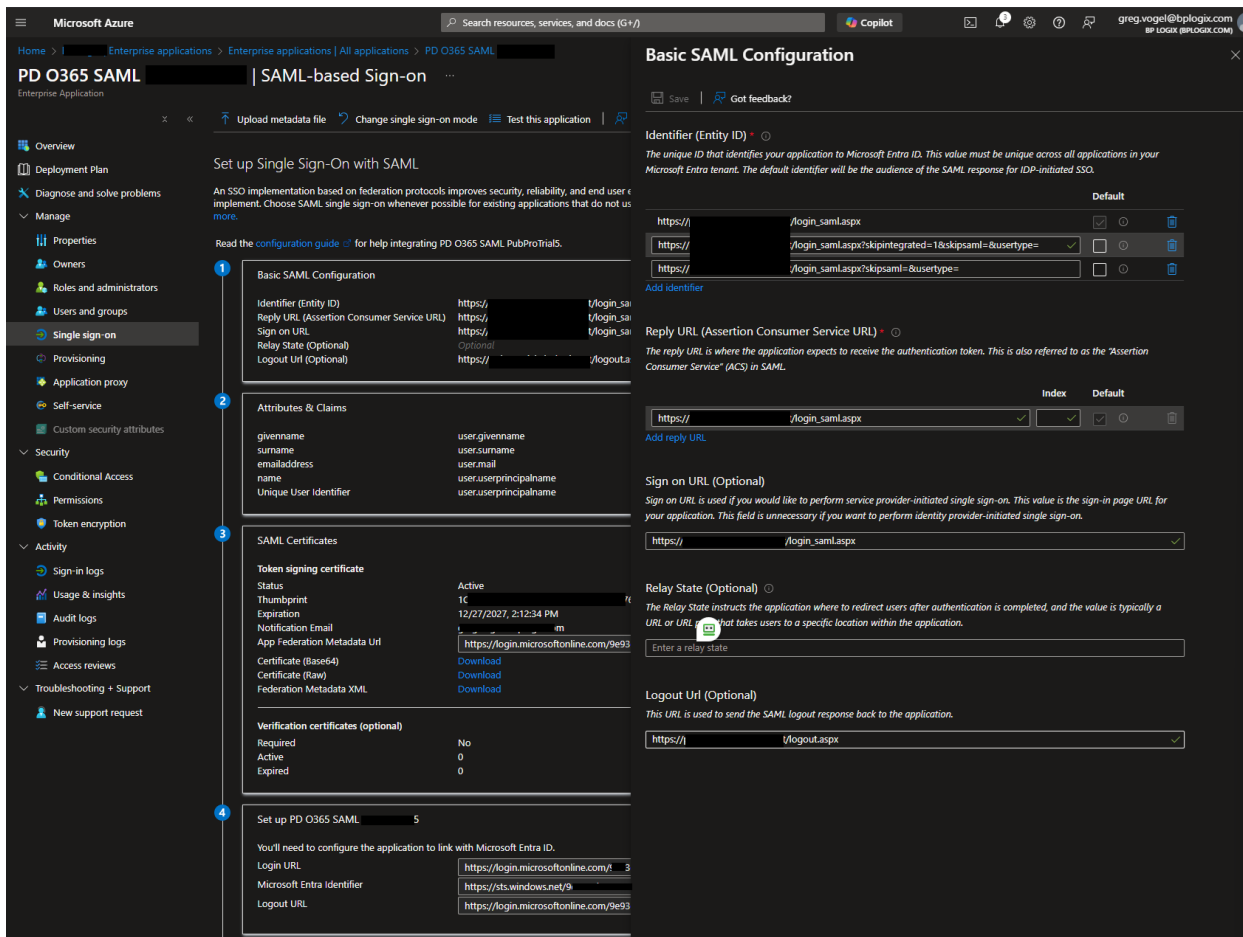 Microsoft Azure
Search resources, services, and docs (G+/)
Copilot
3
greg.vogel@bplogix.com
BP LOGIX (BPLOGIX.COM)
Home > Enterprise applications > Enterprise applications | All applications > PD O365 SAML
PD O365 SAML | SAML-based Sign-on ...
Enterprise Application
Upload metadata file
Change single sign-on mode
Test this application
Overview
Deployment Plan
Diagnose and solve problems
Manage
Properties
Owners
Roles and administrators
Users and groups
Single sign-on
Provisioning
Application proxy
Self-service
Custom security attributes
Security
Conditional Access
Permissions
Token encryption
Activity
Sign-in logs
Usage & insights
Audit logs
Provisioning logs
Access reviews
Troubleshooting + Support
New support request
Set up Single Sign-On with SAML
An SSO implementation based on federation protocols improves security, reliability, and end user e
implement. Choose SAML single sign-on whenever possible for existing applications that do not us
more.
Read the configuration guide for help integrating PD O365 SAML PubProTrial5.
1
Basic SAML Configuration
Identifier (Entity ID) https:/ t/login_sa
Reply URL (Assertion Consumer Service URL) https:/ t/login_sa
Sign on URL https:/ t/login_sa
Relay State (Optional) Optional
Logout Url (Optional) https:/ /logout.a
2
Attributes & Claims
givenname user.givenname
surname user.surname
emailaddress user.mail
name user.userprincipalname
Unique User Identifier user.userprincipalname
3
SAML Certificates
Token signing certificate
Status Active
Thumbprint 1C
Expiration 12/27/2027, 2:12:34 PM
Notification Email m
App Federation Metadata Url https://login.microsoftonline.com/9e93
Certificate (Base64) Download
Certificate (Raw) Download
Federation Metadata XML Download
Verification certificates (optional)
Required No
Active 0
Expired 0
4
Set up PD O365 SAML 5
You'll need to configure the application to link with Microsoft Entra ID.
Login URL https://login.microsoftonline.com/9 3
Microsoft Entra Identifier https://sts.windows.net/9
Logout URL https://login.microsoftonline.com/9e93
Basic SAML Configuration
Save | Got feedback?
Identifier (Entity ID) *
The unique ID that identifies your application to Microsoft Entra ID. This value must be unique across all applications in your
Microsoft Entra tenant. The default identifier will be the audience of the SAML response for IDP-initiated SSO.
Default
https:// /login_saml.aspx
https:// /login_saml.aspx?skipintegrated=1&skipsaml=&usertype=
https:// /login_saml.aspx?skipsaml=&usertype=
Add identifier
Reply URL (Assertion Consumer Service URL) *
The reply URL is where the application expects to receive the authentication token. This is also referred to as the "Assertion
Consumer Service" (ACS) in SAML.
Index Default
https:// /login_saml.aspx
Add reply URL
Sign on URL (Optional)
Sign on URL is used if you would like to perform service provider-initiated single sign-on. This value is the sign-in page URL for
your application. This field is unnecessary if you want to perform identity provider-initiated single sign-on.
https:// /login_saml.aspx
Relay State (Optional)
The Relay State instructs the application where to redirect users after authentication is completed, and the value is typically a
URL or URL that takes users to a specific location within the application.
Enter a relay state
Logout Url (Optional)
This URL is used to send the SAML logout response back to the application.
https:// t/logout.aspx